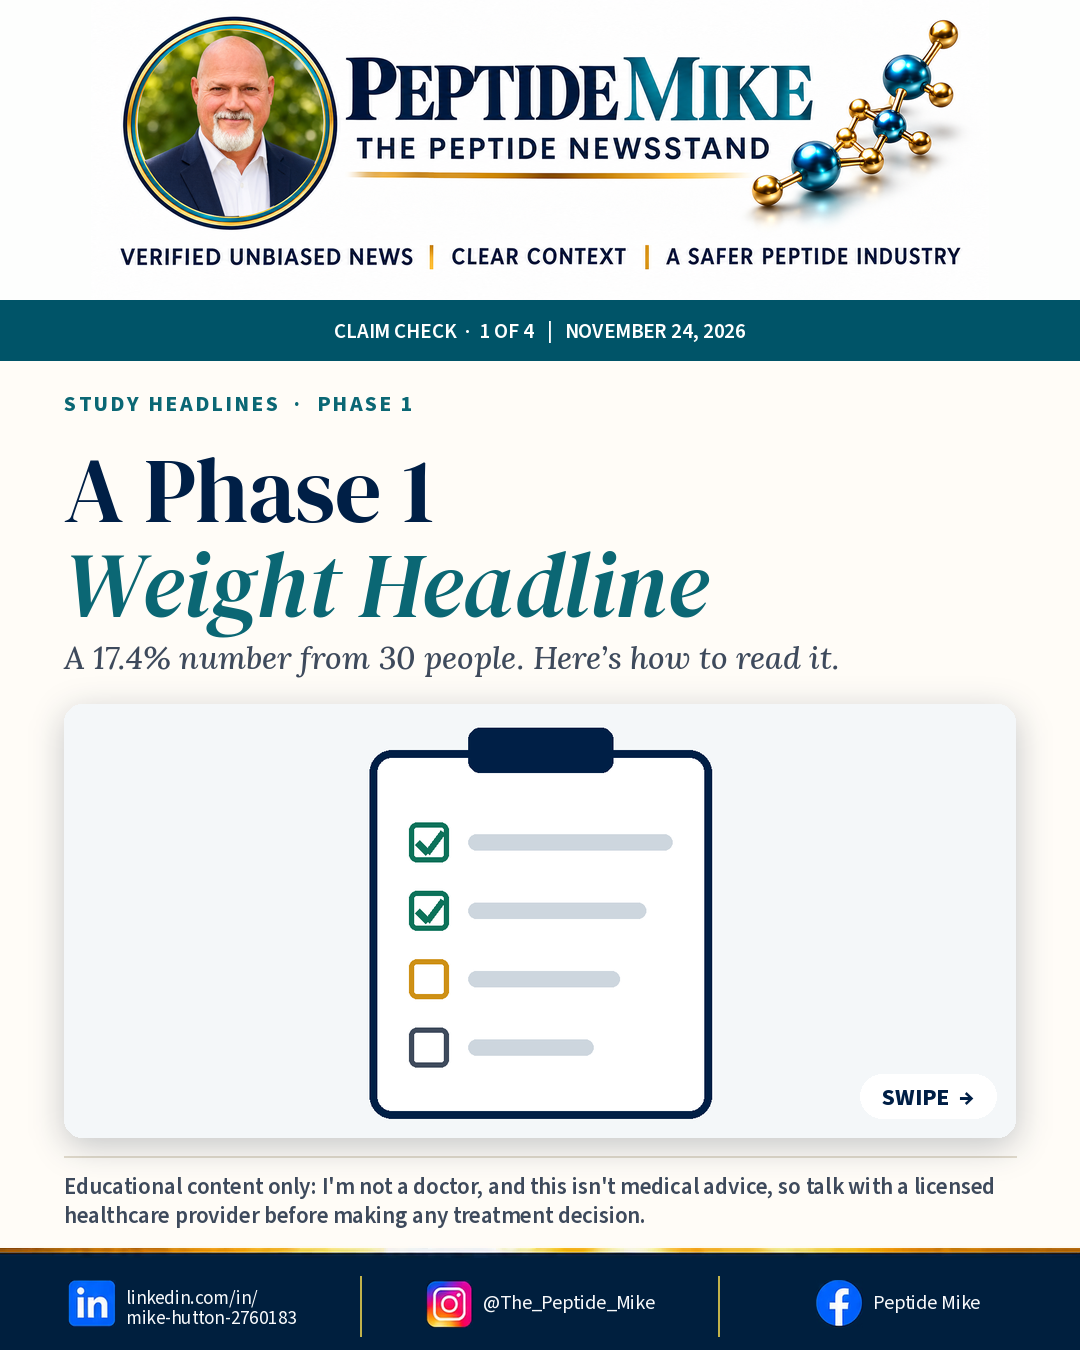 PEPTIDEMIKE
THE PEPTIDE NEWSSTAND
VERIFIED UNBIASED NEWS | CLEAR CONTEXT | A SAFER PEPTIDE INDUSTRY
CLAIM CHECK · 1 OF 4 | NOVEMBER 24, 2026
STUDY HEADLINES · PHASE 1
A Phase 1
Weight Headline
A 17.4% number from 30 people. Here’s how to read it.
SWIPE →
Educational content only: I'm not a doctor, and this isn't medical advice, so talk with a licensed
healthcare provider before making any treatment decision.
linkedin.com/in/
mike-hutton-2760183
@The_Peptide_Mike
Peptide Mike